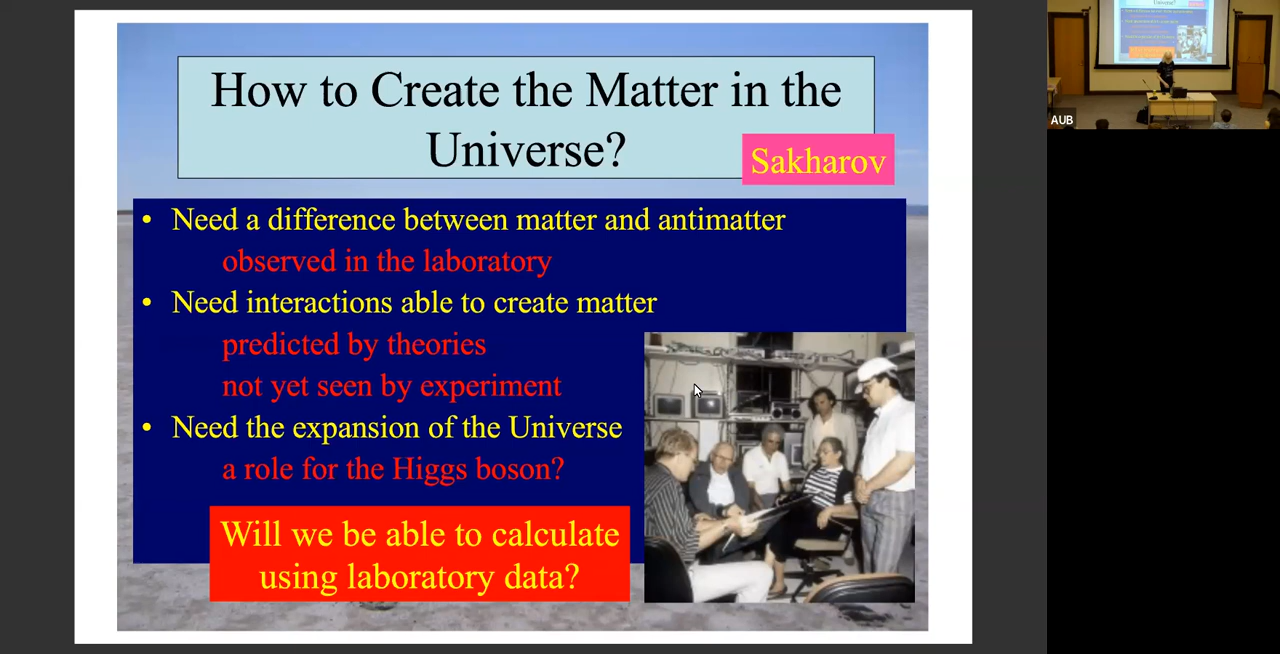 How to Create the Matter in the
Universe?
Sakharov
• Need a difference between matter and antimatter
observed in the laboratory
• Need interactions able to create matter
predicted by theories
not yet seen by experiment
• Need the expansion of the Universe
a role for the Higgs boson?
Will we be able to calculate
using laboratory data?
AUB